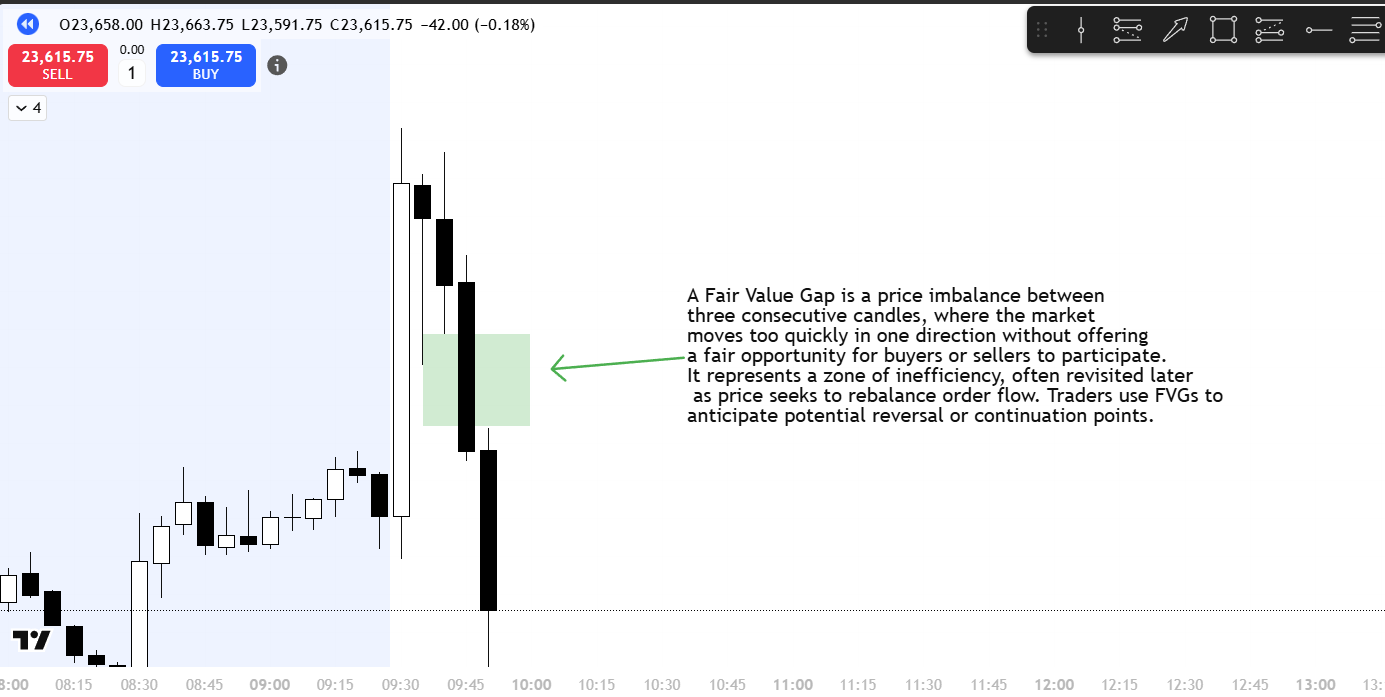 O23,658.00 H23,663.75 L23,591.75 C23,615.75 −42.00 (−0.18%)
23,615.75 0.00 23,615.75
SELL 1 BUY
4
A Fair Value Gap is a price imbalance between
three consecutive candles, where the market
moves too quickly in one direction without offering
a fair opportunity for buyers or sellers to participate.
It represents a zone of inefficiency, often revisited later
as price seeks to rebalance order flow. Traders use FVGs to
anticipate potential reversal or continuation points.
8:00 08:15 08:30 08:45 09:00 09:15 09:30 09:45 10:00 10:15 10:30 10:45 11:00 11:15 11:30 11:45 12:00 12:15 12:30 12:45 13:00 13: